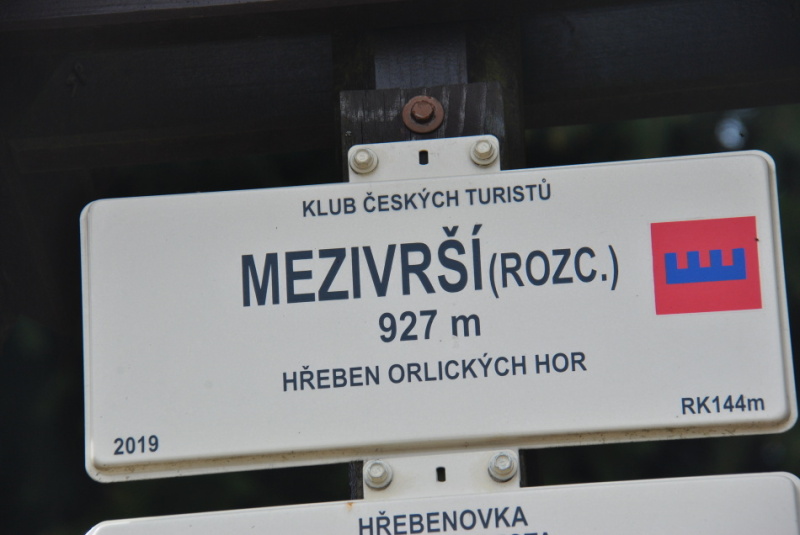 KLUB ČESKÝCH TURISTŮ
MEZIVRŠÍ (ROZC.)
927 m
HŘEBEN ORLICKÝCH HOR
RK144m
2019
HŘEBENOVKA